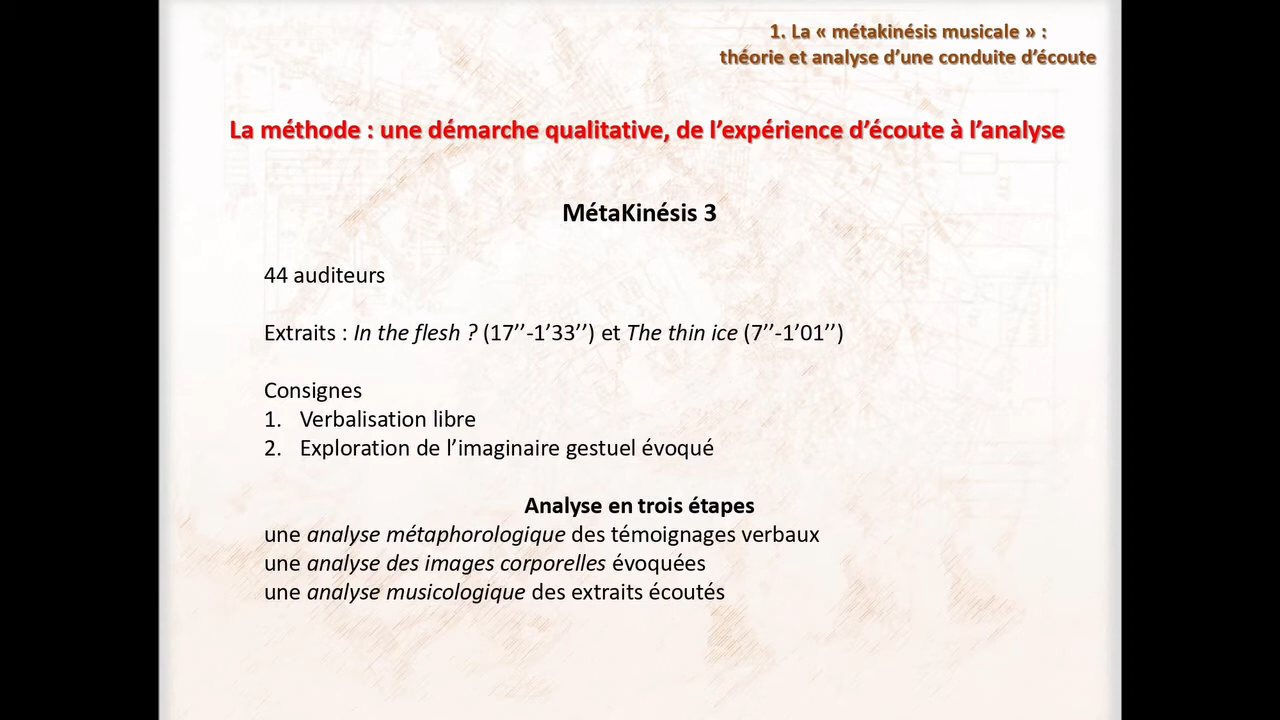 1. La « métakinésis musicale » :
théorie et analyse d’une conduite d’écoute
La méthode : une démarche qualitative, de l’expérience d’écoute à l’analyse
MétaKinésis 3
44 auditeurs
Extraits : In the flesh ? (17’’-1’33’’) et The thin ice (7’’-1’01’’)
Consignes
1. Verbalisation libre
2. Exploration de l’imaginaire gestuel évoqué
Analyse en trois étapes
une analyse métaphorologique des témoignages verbaux
une analyse des images corporelles évoquées
une analyse musicologique des extraits écoutés